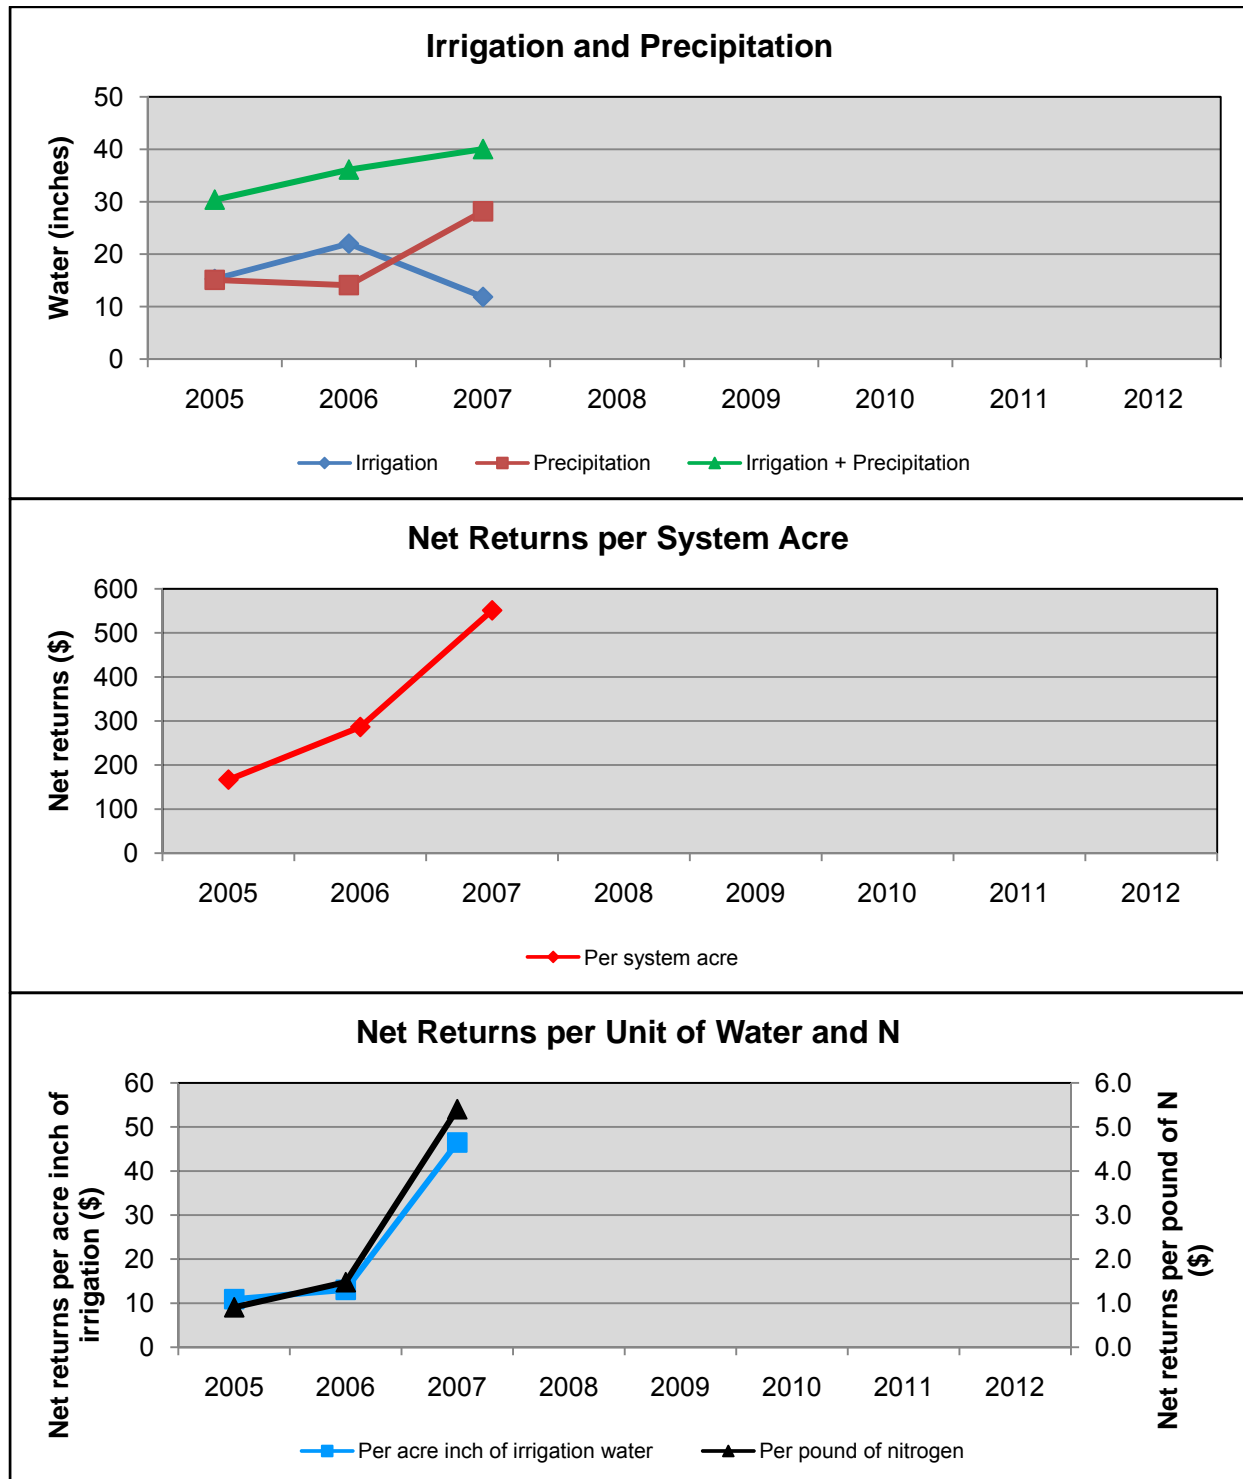 Irrigation and Precipitation
Water (inches)
50
40
30
20
10
0
2005 2006 2007 2008 2009 2010 2011 2012
Irrigation Precipitation Irrigation + Precipitation
Net Returns per System Acre
Net returns ($)
600
500
400
300
200
100
0
2005 2006 2007 2008 2009 2010 2011 2012
Per system acre
Net Returns per Unit of Water and N
Net returns per acre inch of
irrigation ($)
60
50
40
30
20
10
0
6.0
5.0
4.0
3.0
2.0
1.0
0.0
Net returns per pound of N
($)
2005 2006 2007 2008 2009 2010 2011 2012
Per acre inch of irrigation water Per pound of nitrogen